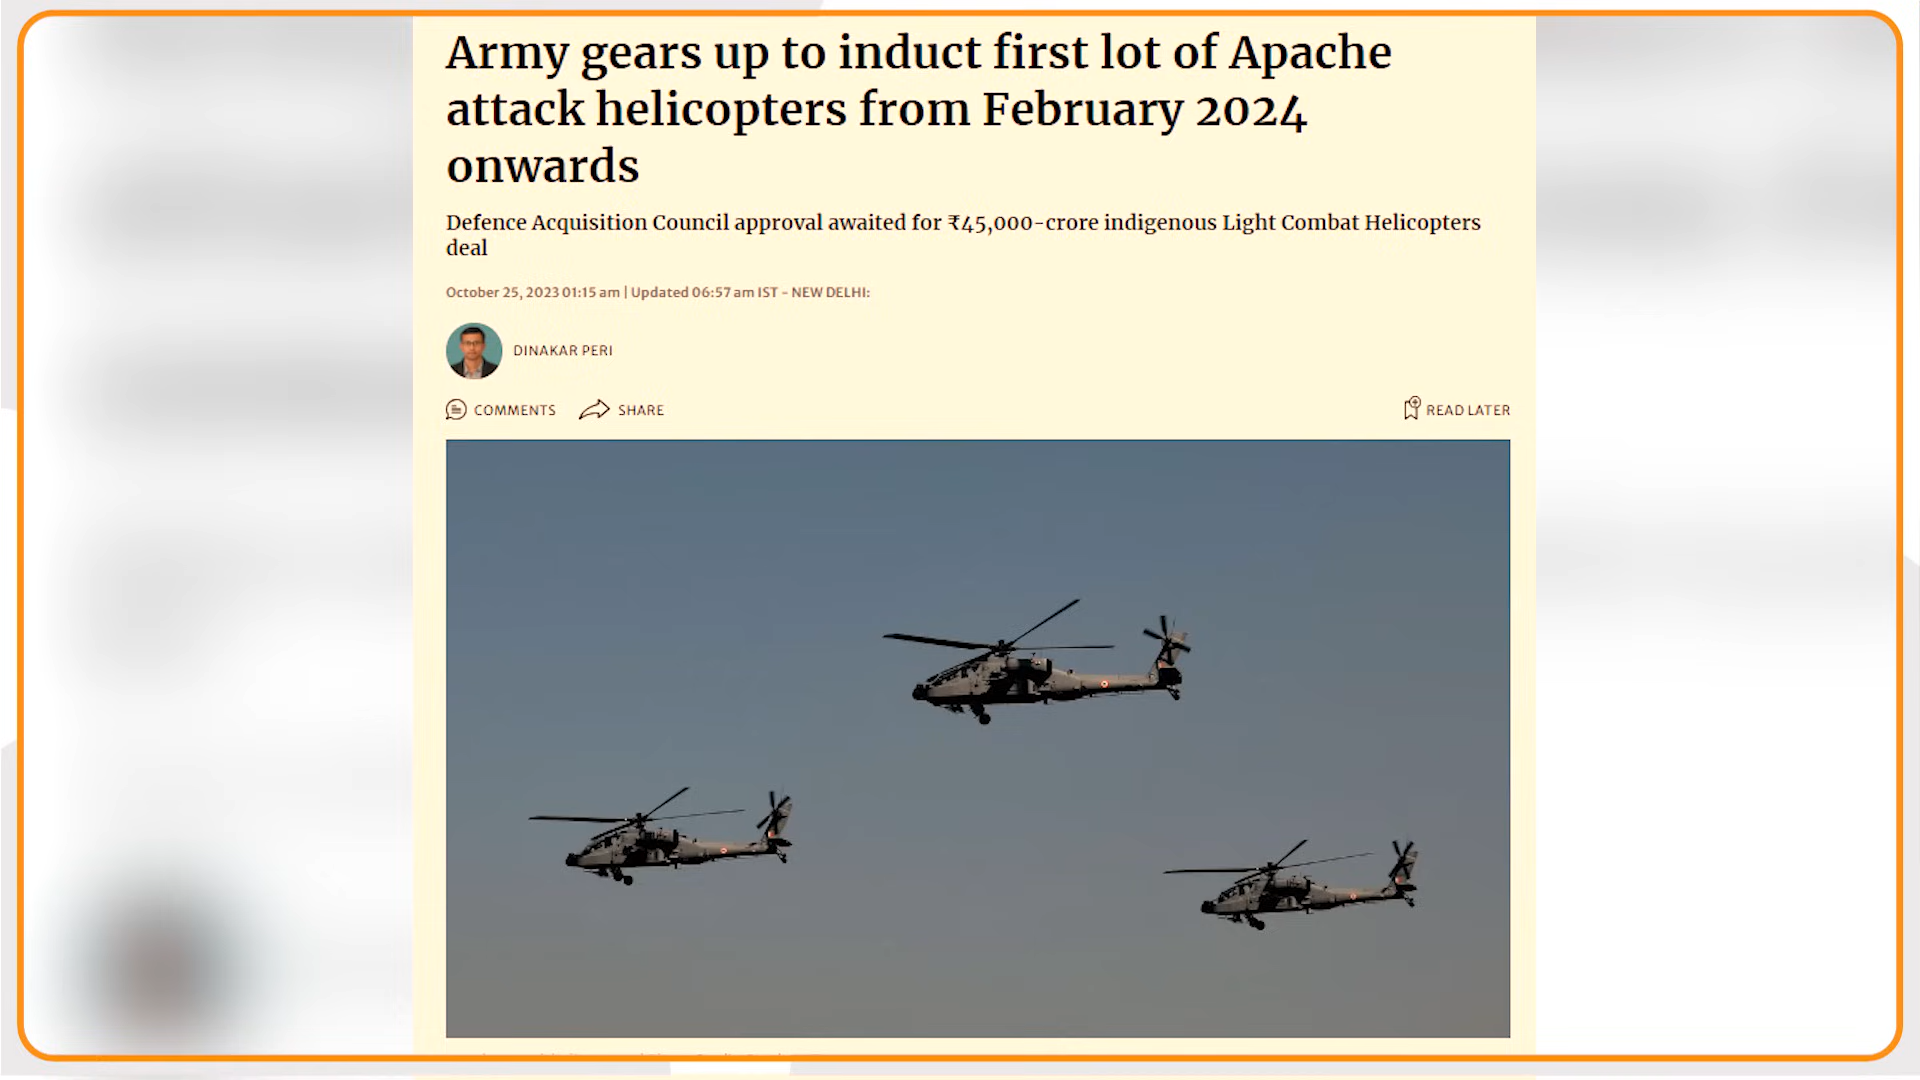 Army gears up to induct first lot of Apache
attack helicopters from February 2024
onwards
Defence Acquisition Council approval awaited for ₹45,000-crore indigenous Light Combat Helicopters
deal
October 25, 2023 01:15 am | Updated 06:57 am IST - NEW DELHI:
DINAKAR PERI
COMMENTS SHARE READ LATER